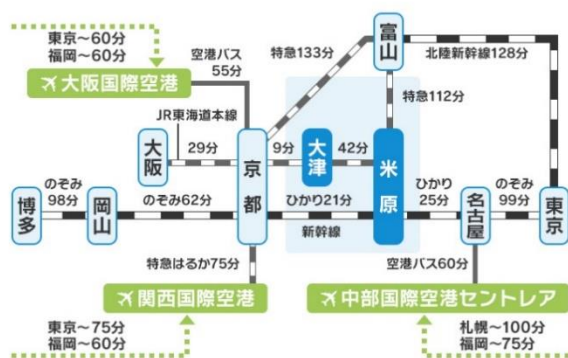 東京～60分
福岡～60分
大阪国際空港
空港バス
55分
JR東海道本線
特急133分
富山
北陸新幹線128分
特急112分
大阪
29分
京都
9分
大津
42分
米原
博多
のぞみ
98分
岡山
のぞみ62分
ひかり21分
新幹線
ひかり
25分
名古屋
のぞみ
99分
東京
特急はるか75分
空港バス60分
関西国際空港
中部国際空港セントレア
東京～75分
福岡～60分
札幌～100分
福岡～75分